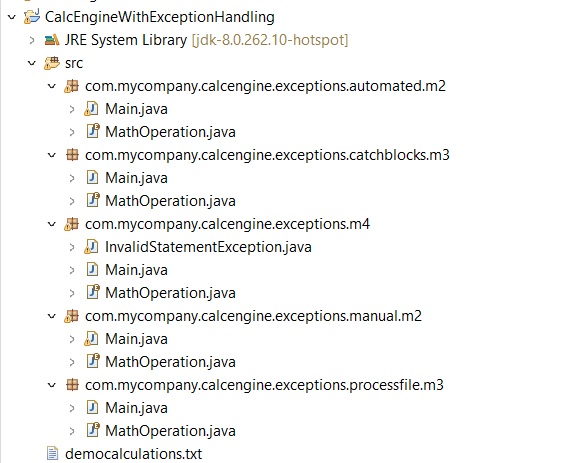 CalcEngineWithExceptionHandling
JRE System Library [jdk-8.0.262.10-hotspot]
src
com.mycompany.calcengine.exceptions.automated.m2
Main.java
MathOperation.java
com.mycompany.calcengine.exceptions.catchblocks.m3
Main.java
MathOperation.java
com.mycompany.calcengine.exceptions.m4
InvalidStatementException.java
Main.java
MathOperation.java
com.mycompany.calcengine.exceptions.manual.m2
Main.java
MathOperation.java
com.mycompany.calcengine.exceptions.processfile.m3
Main.java
MathOperation.java
democalculations.txt